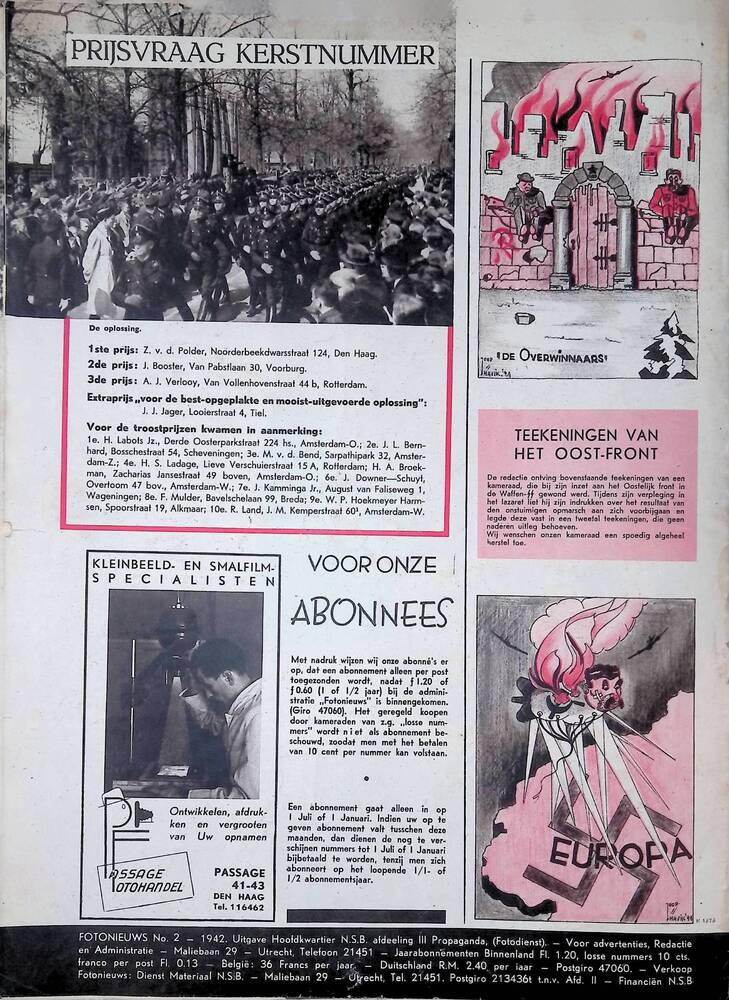 PRIJSVRAAG KERSTNUMMER
De oplossing.
1ste prijs: Z. v. d. Polder, Noorderbeekdwarsstraat 124, Den Haag.
2de prijs: J. Booster, Van Pabstlaan 30, Voorburg.
3de prijs: A. J. Verlooy, Van Vollenhovenstraat 44 b, Rotterdam.
Extraprijs „voor de best-opgeplakte en mooist-uitgevoerde oplossing":
J. J. Jager, Looierstraat 4, Tiel.
Voor de troostprijzen kwamen in aanmerking:
1e. H. Labots Jz., Derde Oosterparkstraat 224 hs., Amsterdam-O.; 2e. J. L. Bern-
hard, Bosschestraat 54, Scheveningen; 3e. M. v. d. Bend, Sarpathipark 32, Amster-
dam-Z.; 4e. H. S. Ladage, Lieve Verschuierstraat 15 A, Rotterdam; H. A. Broek-
man, Zacharias Jansestraat 49 boven, Amsterdam-O.; 6e. J. Downer—Schuyt,
Overtoom 47 bov., Amsterdam-W.; 7e. J. Kamminga Jr., August van Faliseweg 1,
Wageningen; 8e. F. Mulder, Bavelschelaan 99, Breda; 9e. W. P. Hoekmeyer Harm-
sen, Spoorstraat 19, Alkmaar; 10e. R. Land, J. M. Kemperstraat 60¹, Amsterdam-W.
KLEINBEELD- EN SMALFILM-
SPECIALISTEN
Ontwikkelen, afdruk-
ken en vergrooten
van Uw opnamen
PASSAGE
FOTOHANDEL
PASSAGE
41-43
DEN HAAG
Tel. 116462
VOOR ONZE
ABONNEES
Met nadruk wijzen wij onze abonné's er
op, dat een abonnement alleen per post
toegezonden wordt, nadat ƒ 1.20 of
ƒ 0.60 (1 of 1/2 jaar) bij de admini-
stratie „Fotonieuws" is binnengekomen.
(Giro 47060). Het geregeld koopen
door kameraden van z.g. „losse num-
mers" wordt niet als abonnement be-
schouwd, zoodat men met het betalen
van 10 cent per nummer kan volstaan.
Een abonnement gaat alleen in op
1 Juli of 1 Januari. Indien uw op te
geven abonnement valt tusschen deze
maanden, dan dienen de nog te ver-
schijnen nummers tot 1 Juli of 1 Januari
bijbetaald te worden, tenzij men zich
abonneert op het loopende 1/1- of
1/2 abonnementsjaar.
"DE OVERWINNAARS"
TEEKENINGEN VAN
HET OOST-FRONT
De redactie ontving bovenstaande teekeningen van een
kameraad, die bij zijn inzet aan het Oostelijk front in
de Waffen-ϟϟ gewond werd. Tijdens zijn verpleging in
het lazaret liet hij zijn indrukken over het resultaat van
den onstuimigen opmarsch aan zich voorbijgaan en
legde deze vast in een tweetal teekeningen, die geen
naderen uitleg behoeven.
Wij wenschen onzen kameraad een spoedig algeheel
herstel toe.
EUROPA
FOTONIEUWS No. 2 — 1942. Uitgave Hoofdkwartier N.S.B. afdeeling III Propaganda, (Fotodienst). — Voor advertenties, Redactie
en Administratie — Maliebaan 29 — Utrecht, Telefoon 21451 — Jaarabonnementen Binnenland Fl. 1.20, losse nummers 10 cts.
franco per post Fl. 0.13 — België: 36 Francs per jaar. — Duitschland R.M. 2.40 per jaar — Postgiro 47060. — Verkoop
Fotonieuws: Dienst Materiaal N.S.B. — Maliebaan 29 — Utrecht, Tel. 21451. Postgiro 213436t t.n.v. Afd. II — Financiën N.S.B